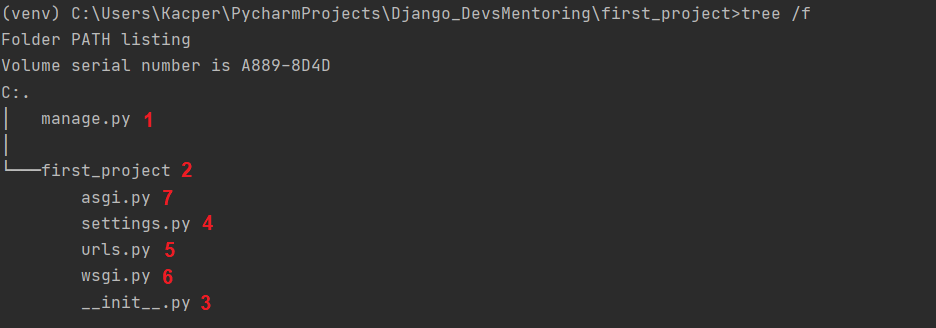 (venv) C:\Users\Kacper\PycharmProjects\Django_DevsMentoring\first_project>tree /f
Folder PATH listing
Volume serial number is A889-8D4D
C:.
│   manage.py 1
│
└───first_project 2
        asgi.py 7
        settings.py 4
        urls.py 5
        wsgi.py 6
        __init__.py 3